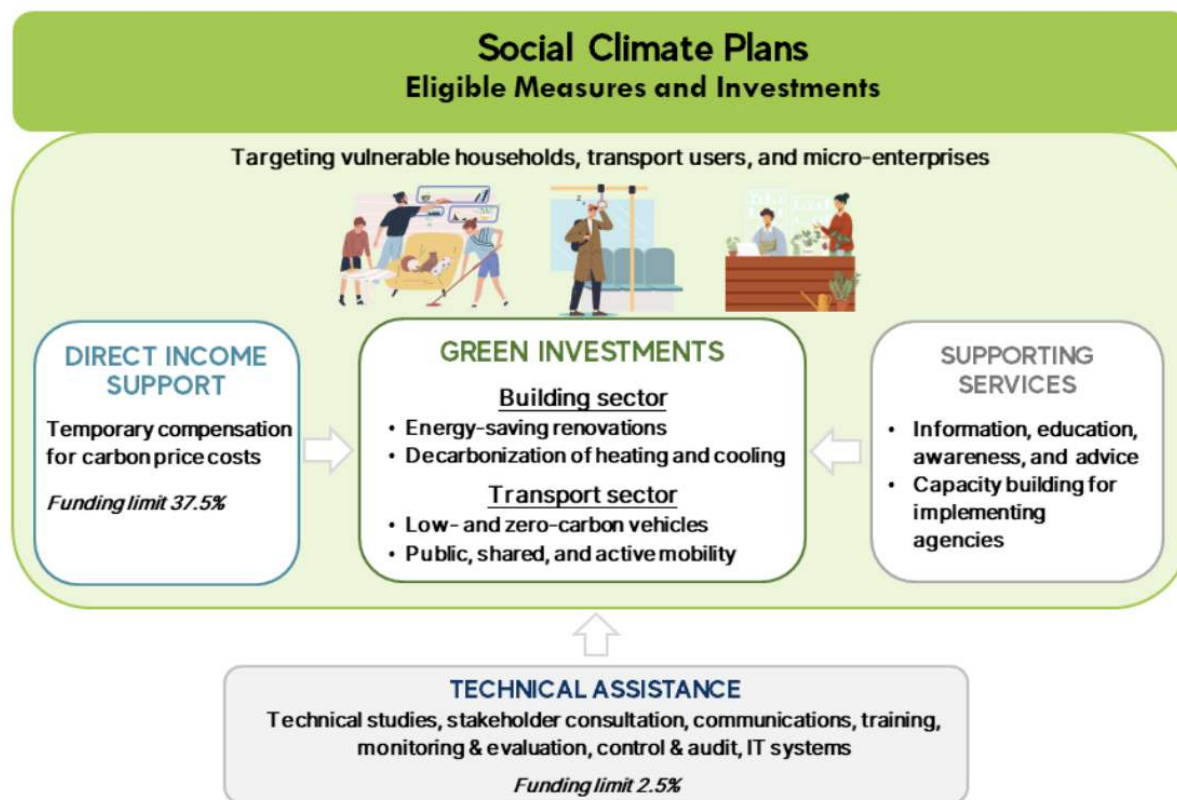 Social Climate Plans
Eligible Measures and Investments
Targeting vulnerable households, transport users, and micro-enterprises
DIRECT INCOME
SUPPORT
Temporary compensation
for carbon price costs
Funding limit 37.5%
GREEN INVESTMENTS
Building sector
• Energy-saving renovations
• Decarbonization of heating and cooling
Transport sector
• Low- and zero-carbon vehicles
• Public, shared, and active mobility
SUPPORTING
SERVICES
• Information, education,
awareness, and advice
• Capacity building for
implementing
agencies
TECHNICAL ASSISTANCE
Technical studies, stakeholder consultation, communications, training,
monitoring & evaluation, control & audit, IT systems
Funding limit 2.5%